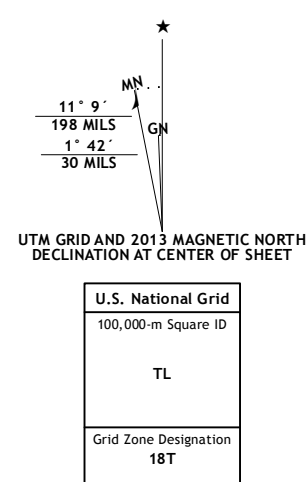 ★
MN
11° 9´
198 MILS
GN
1° 42´
30 MILS
UTM GRID AND 2013 MAGNETIC NORTH
DECLINATION AT CENTER OF SHEET
U.S. National Grid
100,000-m Square ID
TL
Grid Zone Designation
18T